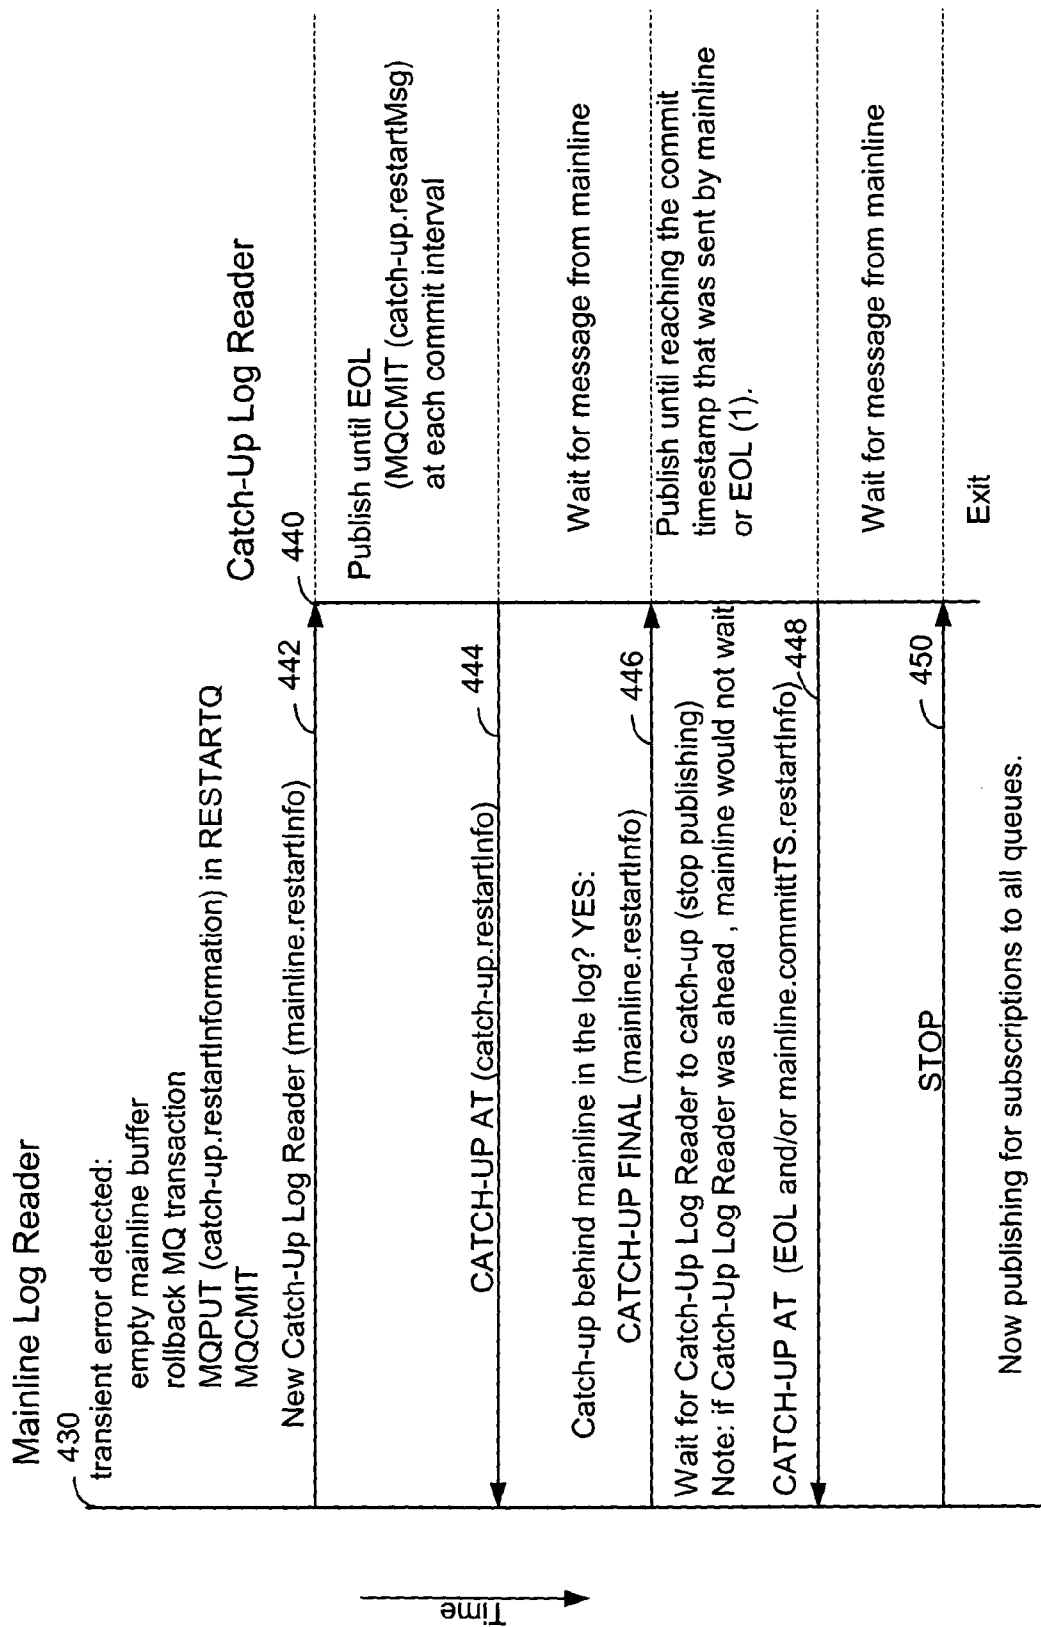 Mainline Log Reader
Catch-Up Log Reader
430
transient error detected:
empty mainline buffer
rollback MQ transaction
MQPUT (catch-up.restartInformation) in RESTARTQ
MQCMIT
440
New Catch-Up Log Reader (mainline.restartInfo)
442
Publish until EOL
(MQCMIT (catch-up.restartMsg)
at each commit interval
CATCH-UP AT (catch-up.restartInfo)
444
Wait for message from mainline
Catch-up behind mainline in the log? YES:
CATCH-UP FINAL (mainline.restartInfo)
446
Wait for Catch-Up Log Reader to catch-up (stop publishing)
Note: if Catch-Up Log Reader was ahead , mainline would not wait
Publish until reaching the commit
timestamp that was sent by mainline
or EOL (1).
CATCH-UP AT (EOL and/or mainline.committTS.restartInfo)
448
Wait for message from mainline
STOP
450
Exit
Now publishing for subscriptions to all queues.
Time